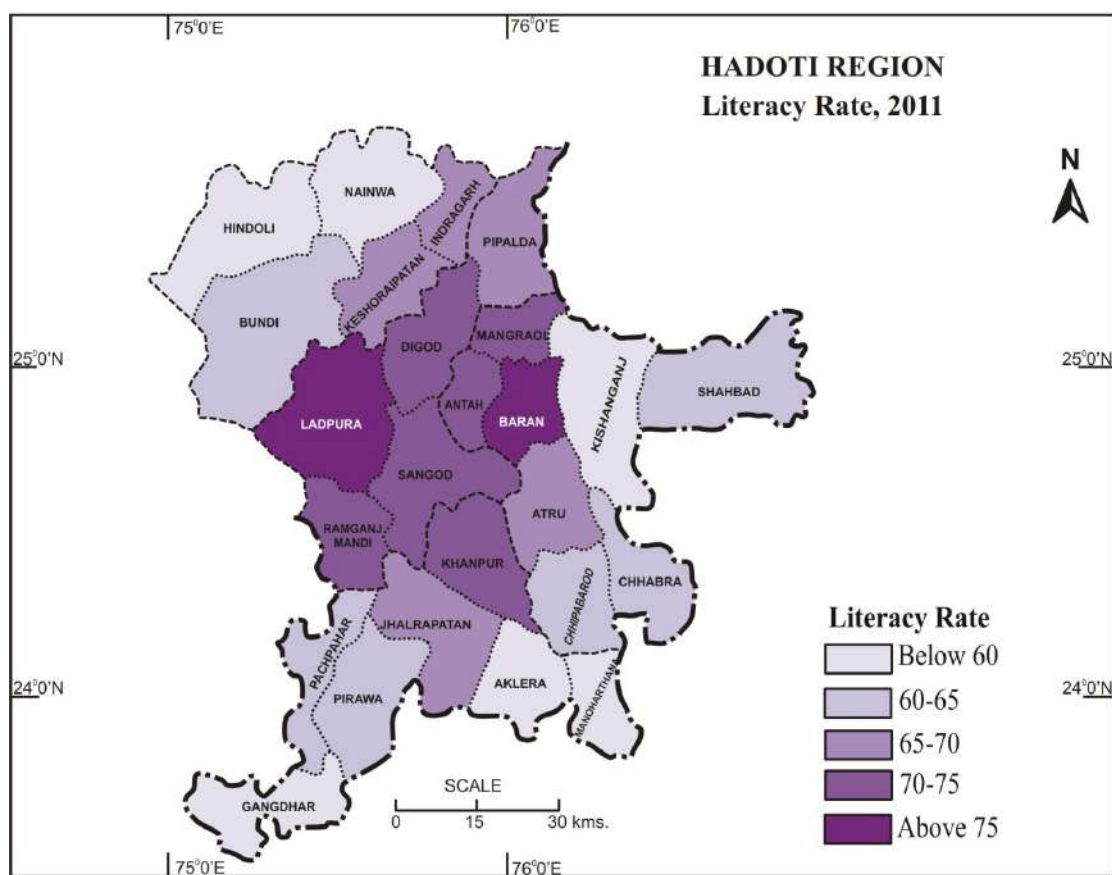 75°0'E
76°0'E
HADOTI REGION
Literacy Rate, 2011
N
NAINWA
INDRAGARH
HINDOLI
PIPALDA
KESHORAIPATAN
BUNDI
MANGRAOL
DIGOD
25°0'N
25°0'N
SHAHBAD
KISHANGANJ
ANTAH
LADPURA
BARAN
SANGOD
ATRU
RAMGANJ
MANDI
KHANPUR
CHHABRA
CHHIPABAROD
JHALRAPATAN
PACHPAHAR
Literacy Rate
Below 60
60-65
65-70
70-75
Above 75
AKLERA
MANOHARTHANA
24°0'N
24°0'N
PIRAWA
SCALE
GANGDHAR
0 15 30 kms.
75°0'E
76°0'E